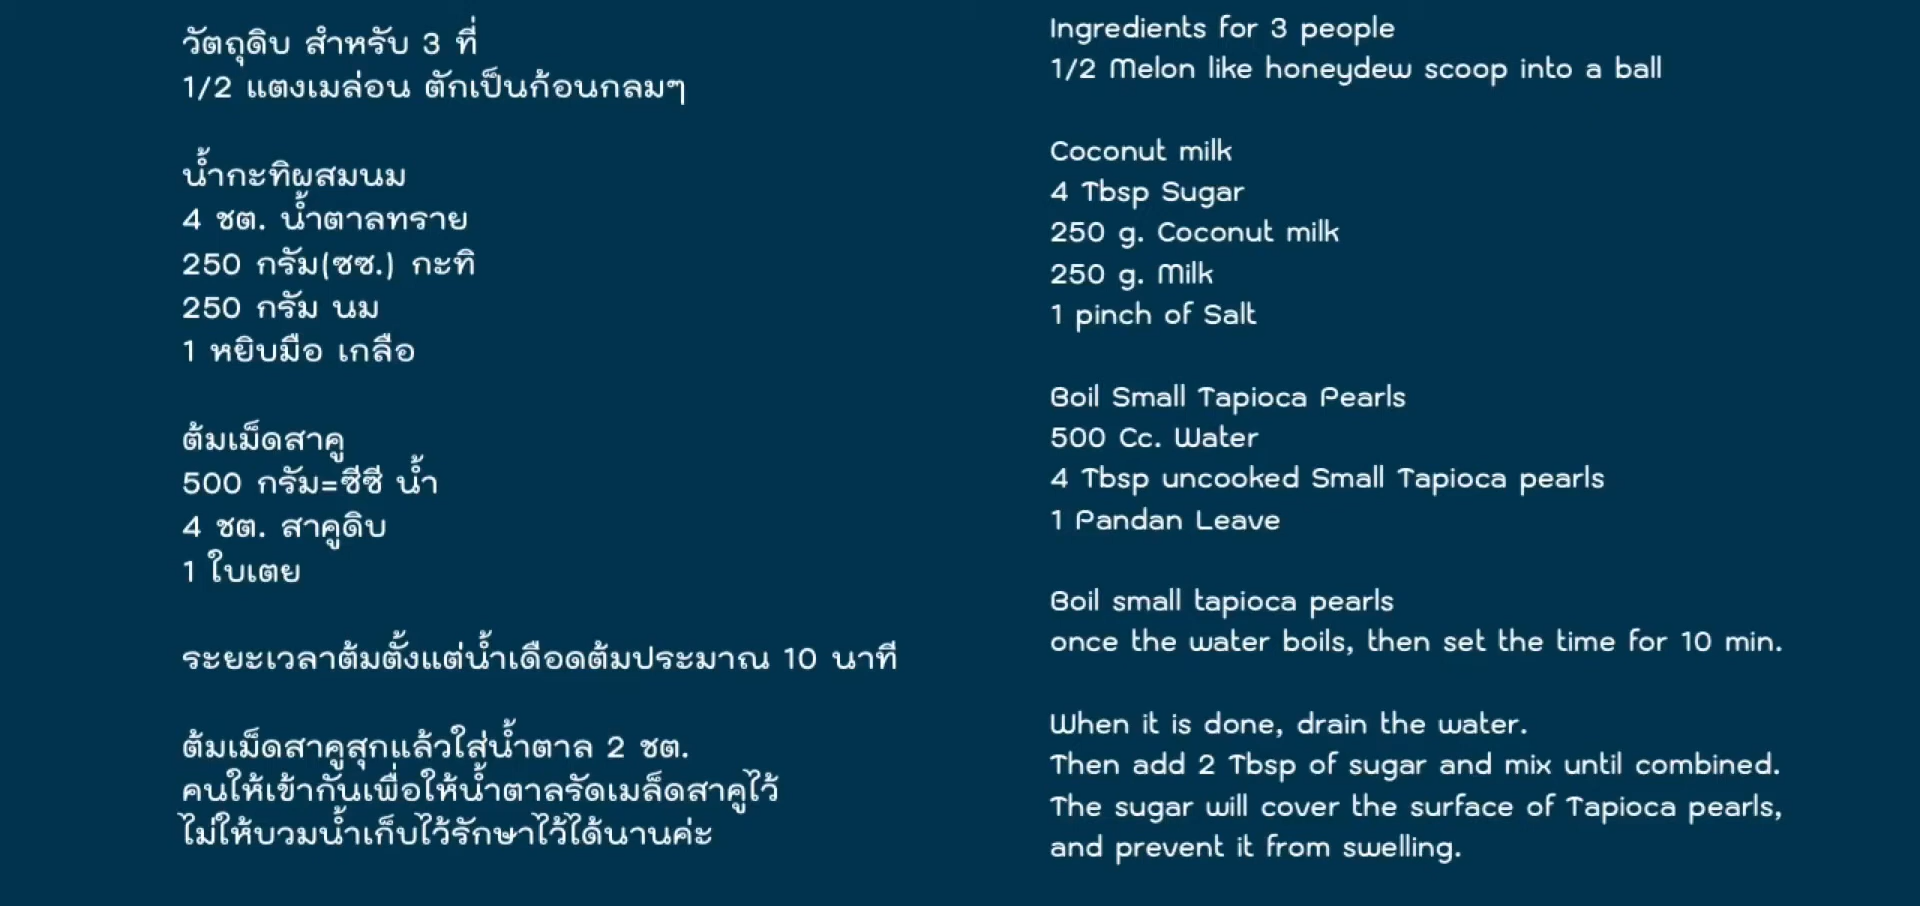 วัตถุดิบ สำหรับ 3 ที่
1/2 แตงเมล่อน ตักเป็นก้อนกลมๆ
น้ำกะทิผสมนม
4 ชต. น้ำตาลทราย
250 กรัม(ซซ.) กะทิ
250 กรัม นม
1 หยิบมือ เกลือ
ต้มเม็ดสาคู
500 กรัม=ซีซี น้ำ
4 ชต. สาคูดิบ
1 ใบเตย
ระยะเวลาต้มตั้งแต่น้ำเดือดต้มประมาณ 10 นาที
ต้มเม็ดสาคูสุกแล้วใส่น้ำตาล 2 ชต.
คนให้เข้ากันเพื่อให้น้ำตาลรัดเมล็ดสาคูไว้
ไม่ให้บวมน้ำเก็บไว้รักษาไว้ได้นานค่ะ
Ingredients for 3 people
1/2 Melon like honeydew scoop into a ball
Coconut milk
4 Tbsp Sugar
250 g. Coconut milk
250 g. Milk
1 pinch of Salt
Boil Small Tapioca Pearls
500 Cc. Water
4 Tbsp uncooked Small Tapioca pearls
1 Pandan Leave
Boil small tapioca pearls
once the water boils, then set the time for 10 min.
When it is done, drain the water.
Then add 2 Tbsp of sugar and mix until combined.
The sugar will cover the surface of Tapioca pearls,
and prevent it from swelling.